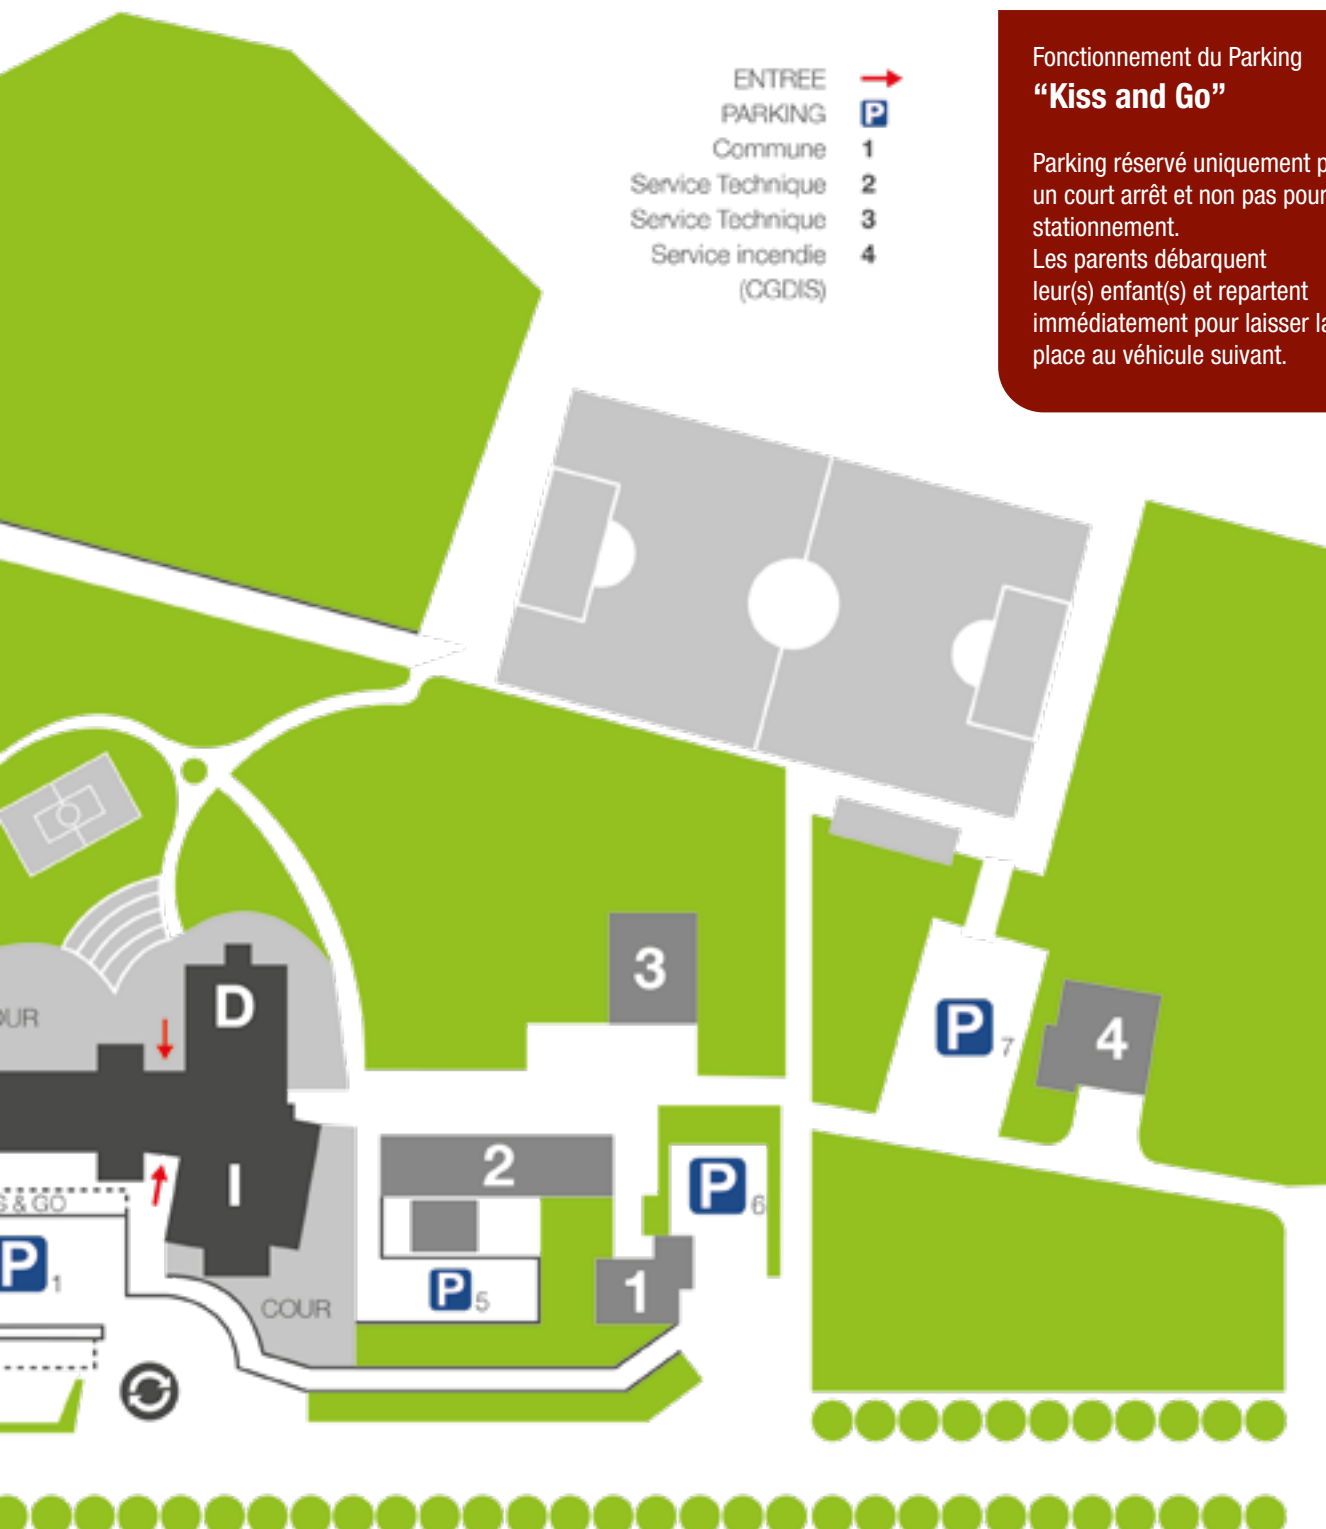 ENTREE
PARKING P
Commune 1
Service Technique 2
Service Technique 3
Service incendie 4
(CGDIS)
Fonctionnement du Parking
“Kiss and Go”
Parking réservé uniquement
un court arrêt et non pas pour
stationnement.
Les parents débarquent
leur(s) enfant(s) et repartent
immédiatement pour laisser la
place au véhicule suivant.
3
D
P 7
4
2
I
P 6
& GO
P 1
P 5
1
COUR